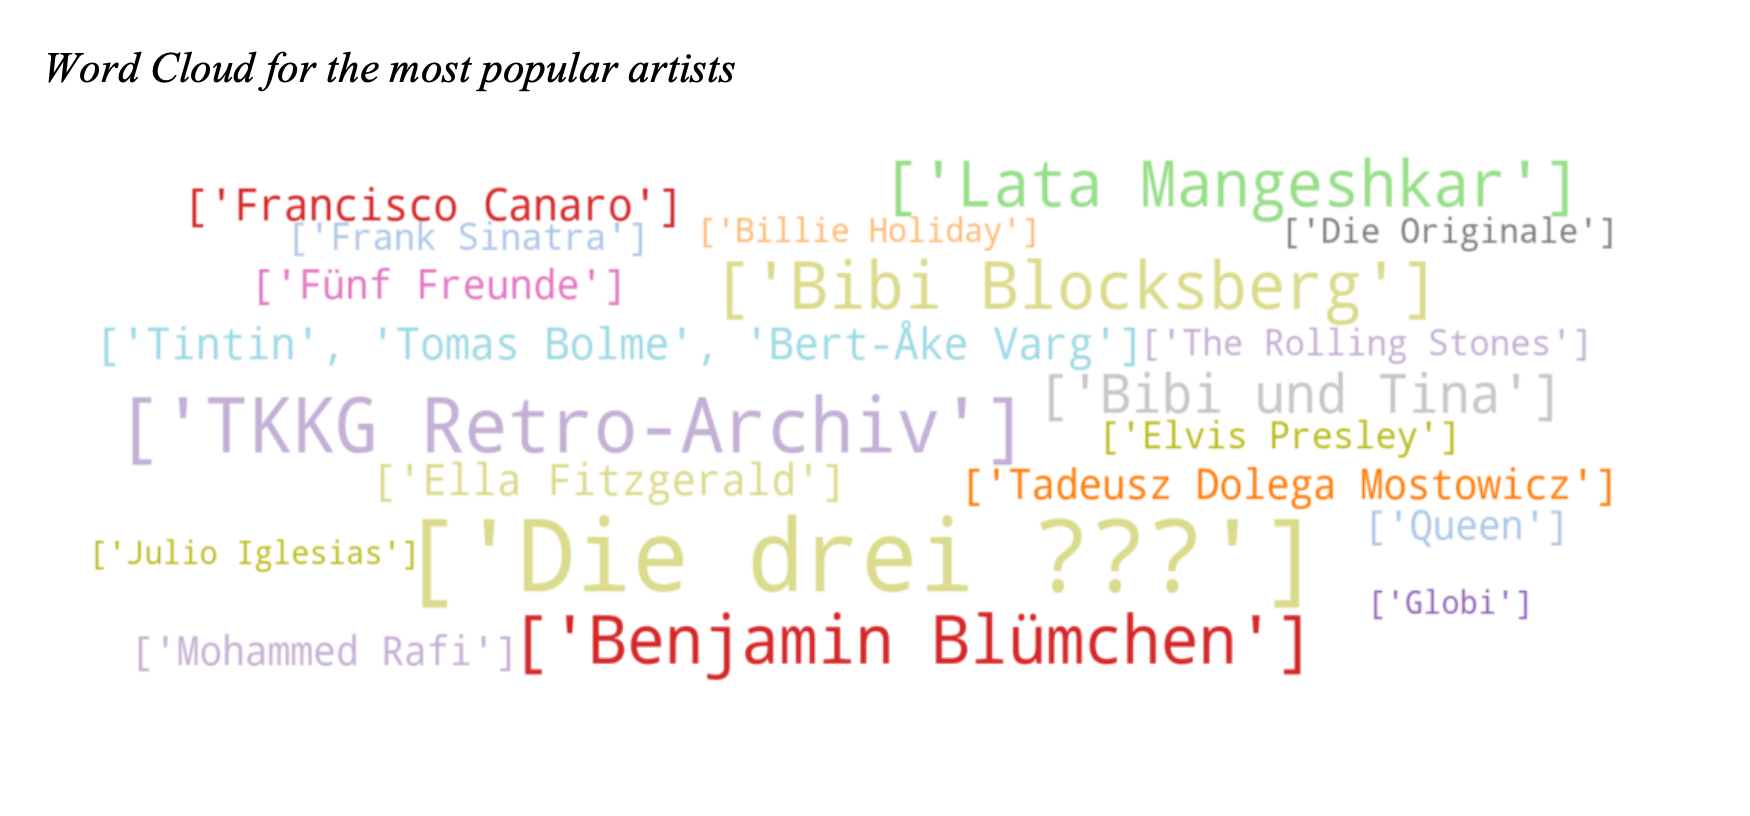 Word Cloud for the most popular artists
['Lata Mangeshkar']
['Francisco Canaro']
['Frank Sinatra']
['Billie Holiday']
['Die Originale']
['Fünf Freunde']
['Bibi Blocksberg']
['Tintin', 'Tomas Bolme', 'Bert-Åke Varg']
['The Rolling Stones']
['Bibi und Tina']
['TKKG Retro-Archiv']
['Elvis Presley']
['Ella Fitzgerald']
['Tadeusz Dolega Mostowicz']
['Queen']
['Julio Iglesias']
['Die drei ???']
['Globi']
['Mohammed Rafi']
['Benjamin Blümchen']